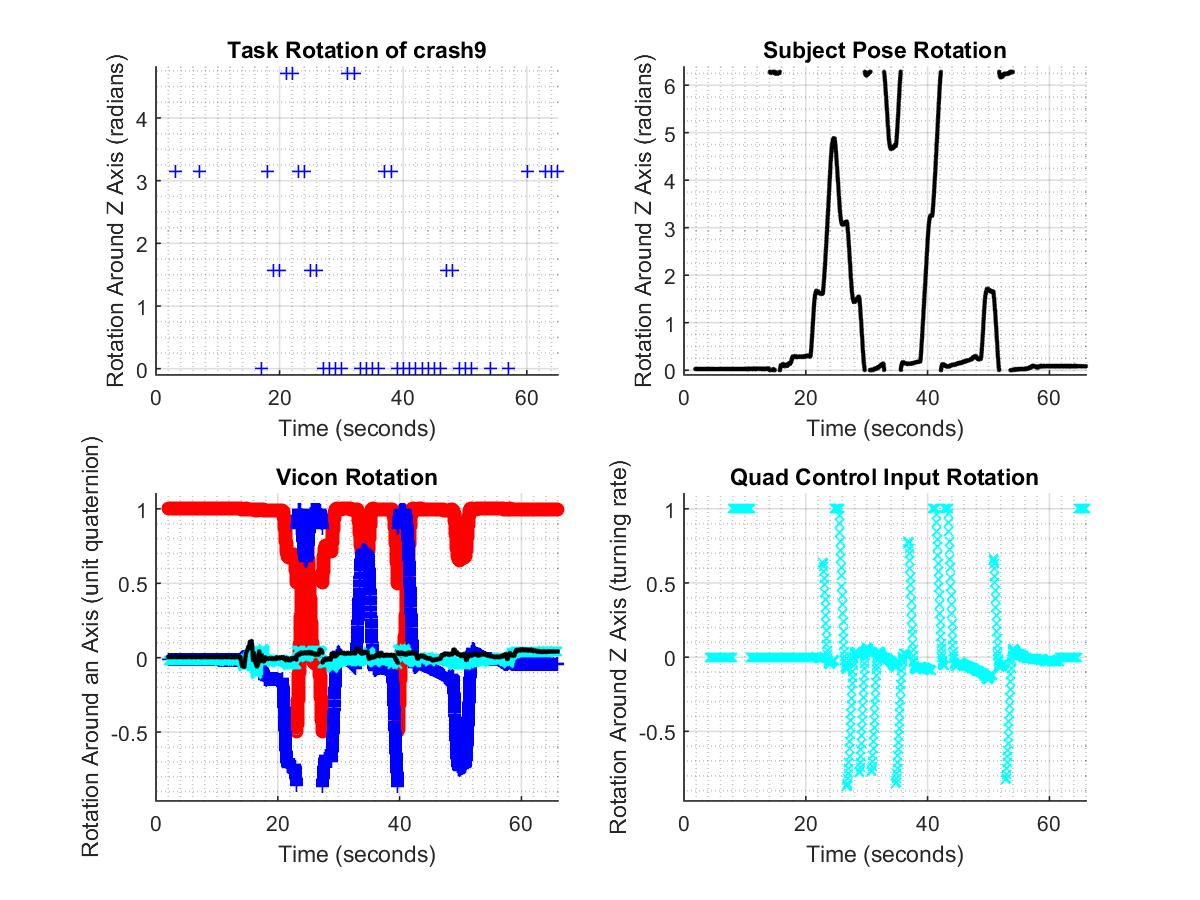 Task Rotation of crash9
Rotation Around Z Axis (radians)
4
3
2
1
0
0 20 40 60
Time (seconds)
Subject Pose Rotation
Rotation Around Z Axis (radians)
6
5
4
3
2
1
0
0 20 40 60
Time (seconds)
Vicon Rotation
Rotation Around an Axis (unit quaternion)
1
0.5
0
-0.5
0 20 40 60
Time (seconds)
Quad Control Input Rotation
Rotation Around Z Axis (turning rate)
1
0.5
0
-0.5
0 20 40 60
Time (seconds)